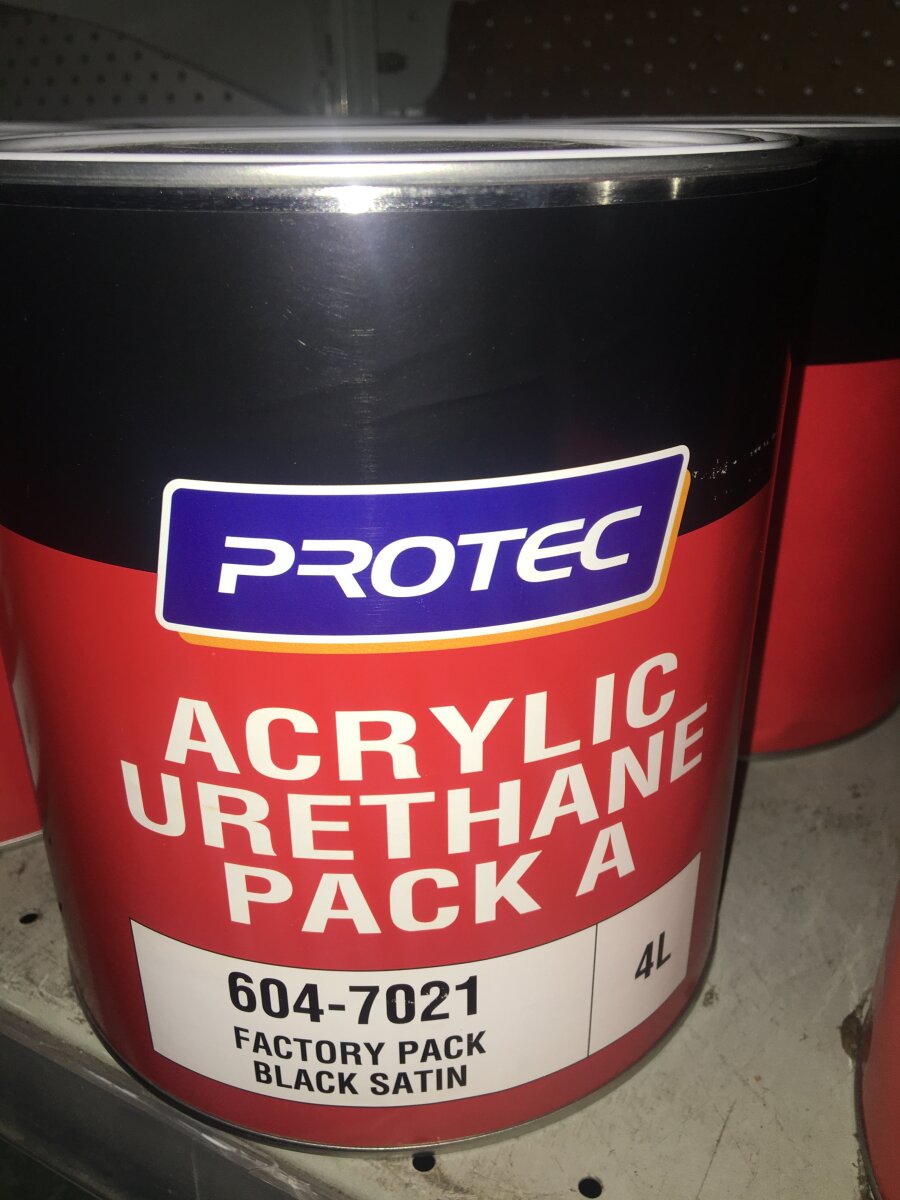 PROTEC
ACRYLIC
URETHANE
PACK A
604-7021
4L
FACTORY PACK
BLACK SATIN